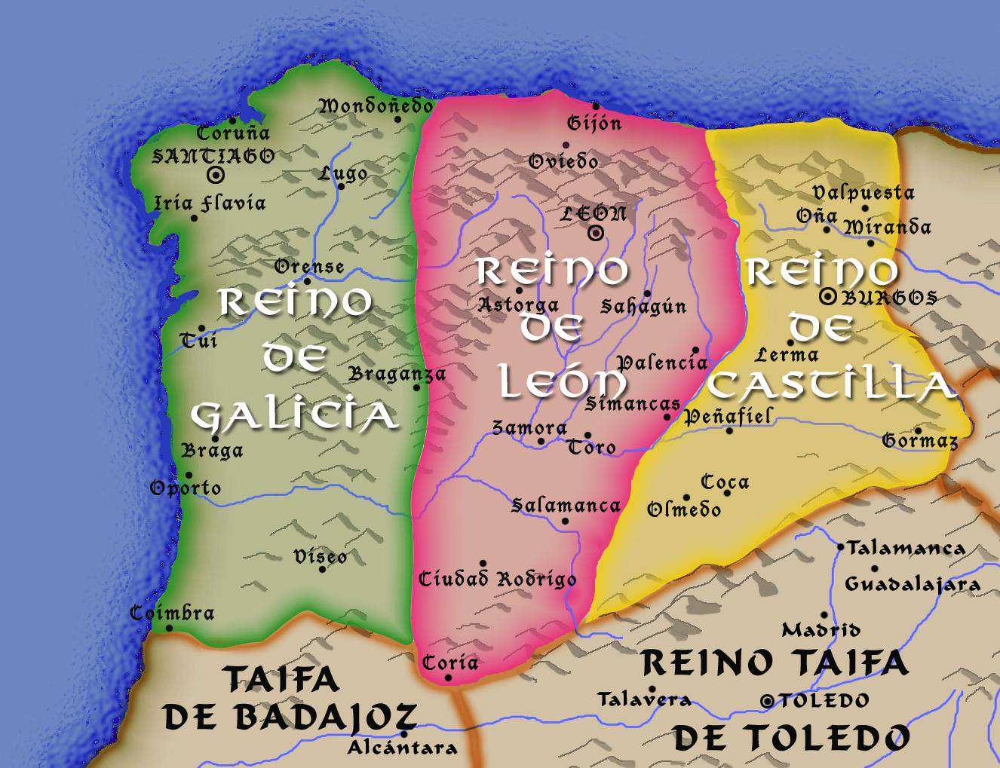 Mondoñedo
Gijón
Coruña
SANTIAGO
Oviedo
Lugo
Valpuesta
Iria Flavia
LEÓN
Oña
Miranda
Orense
REINO
DE
GALICIA
REINO
DE
LEÓN
REINO
DE
CASTILLA
Astorga
Sahagún
BURGOS
Tui
Lerma
Palencia
Braganza
Simancas
Peñafiel
Zamora
Toro
Gormaz
Braga
Oporto
Coca
Olmedo
Salamanca
Viseo
Ciudad Rodrigo
Talamanca
Guadalajara
Coimbra
Madrid
Coria
TAIFA
DE BADAJOZ
Alcántara
REINO TAIFA
DE TOLEDO
Talavera
TOLEDO